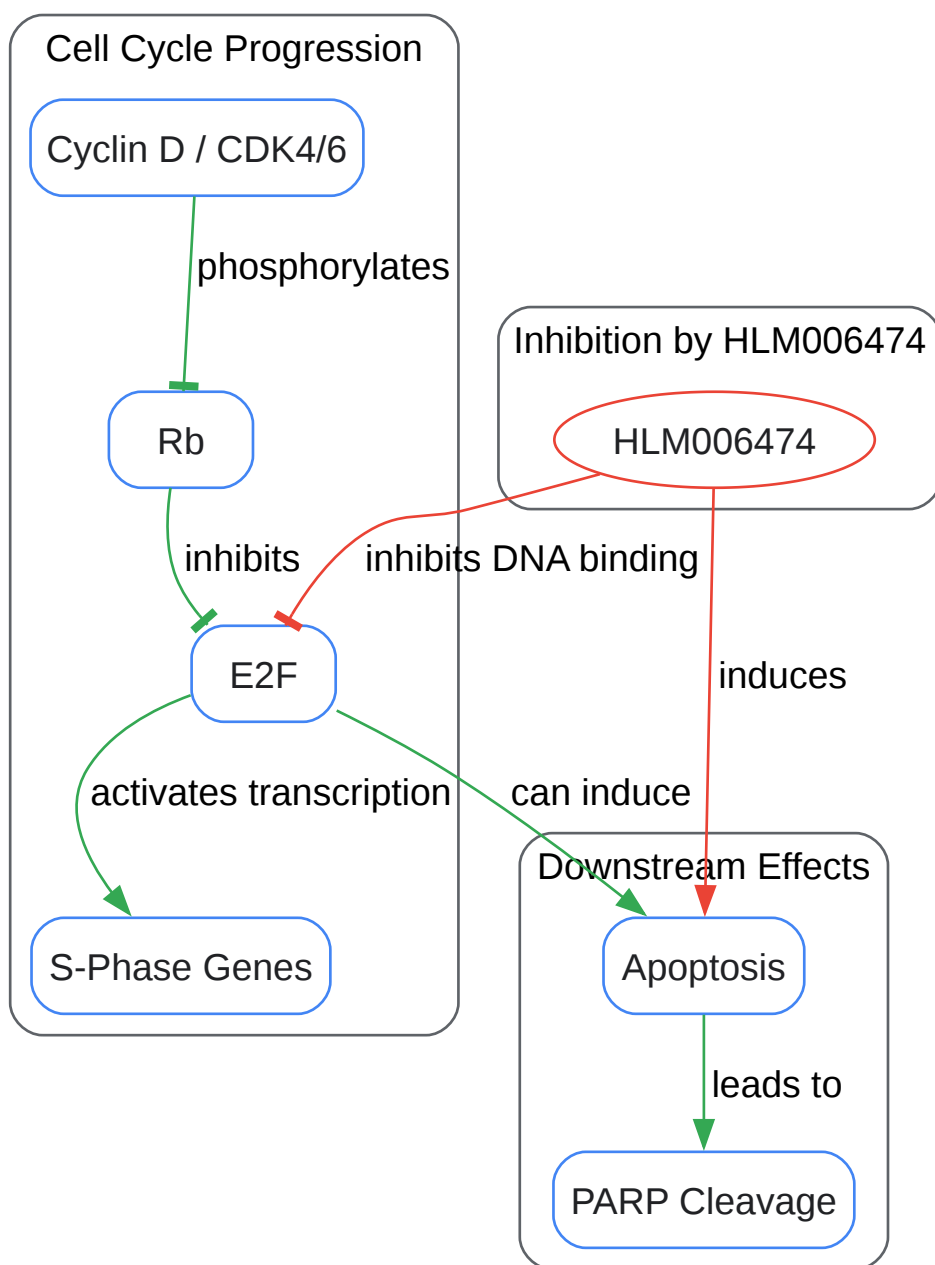 Cell Cycle Progression
Cyclin D / CDK4/6
phosphorylates
Inhibition by HLM006474
Rb
HLM006474
inhibits
inhibits DNA binding
E2F
induces
activates transcription
can induce
Downstream Effects
S-Phase Genes
Apoptosis
leads to
PARP Cleavage